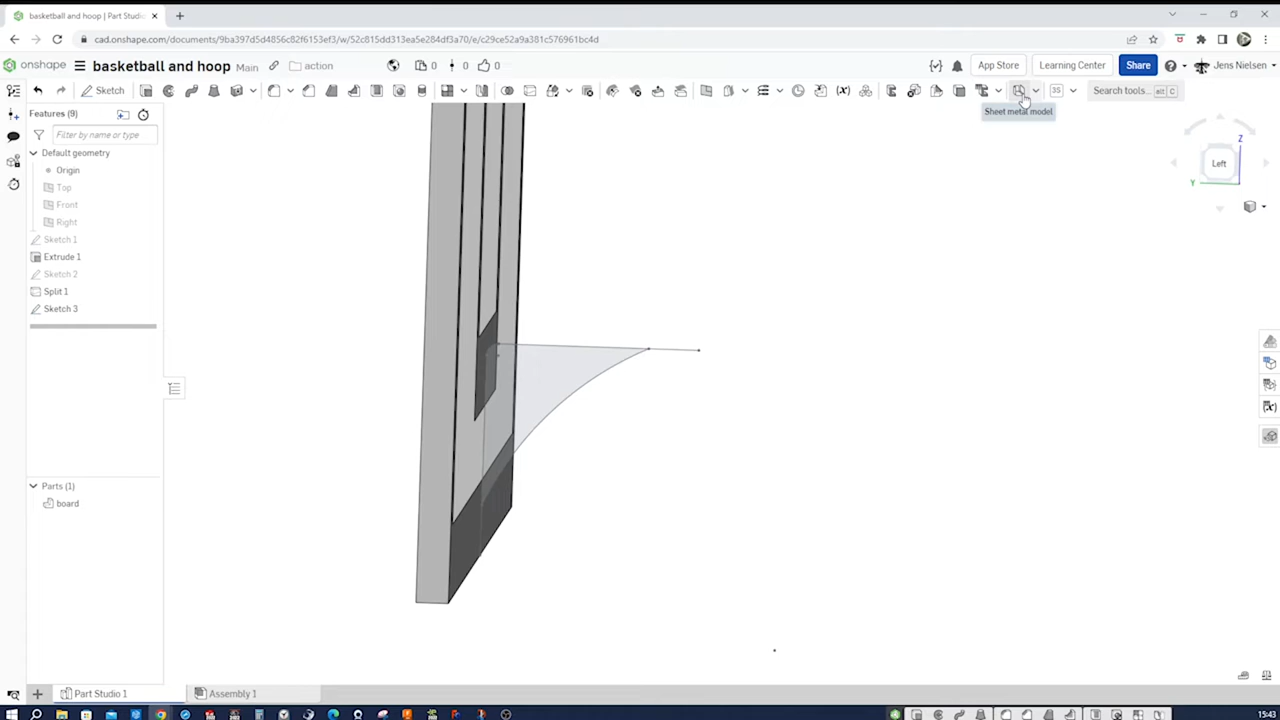 basketball and hoop | Part Studio
cad.onshape.com/documents/9ba397d5d4856c82f6153ef3/w/52c815dd313ea5e284df3a70/e/c29ce52a9a381c576961bc4d
onshape basketball and hoop Main action 0 0 0 App Store Learning Center Share Jens Nielsen
Sketch Search tools... alt C
Sheet metal model
Features (9)
Filter by name or type
Default geometry
Origin
Top
Front
Right
Sketch 1
Extrude 1
Sketch 2
Split 1
Sketch 3
Z
Left
Y
Parts (1)
board
Part Studio 1 Assembly 1
15:43